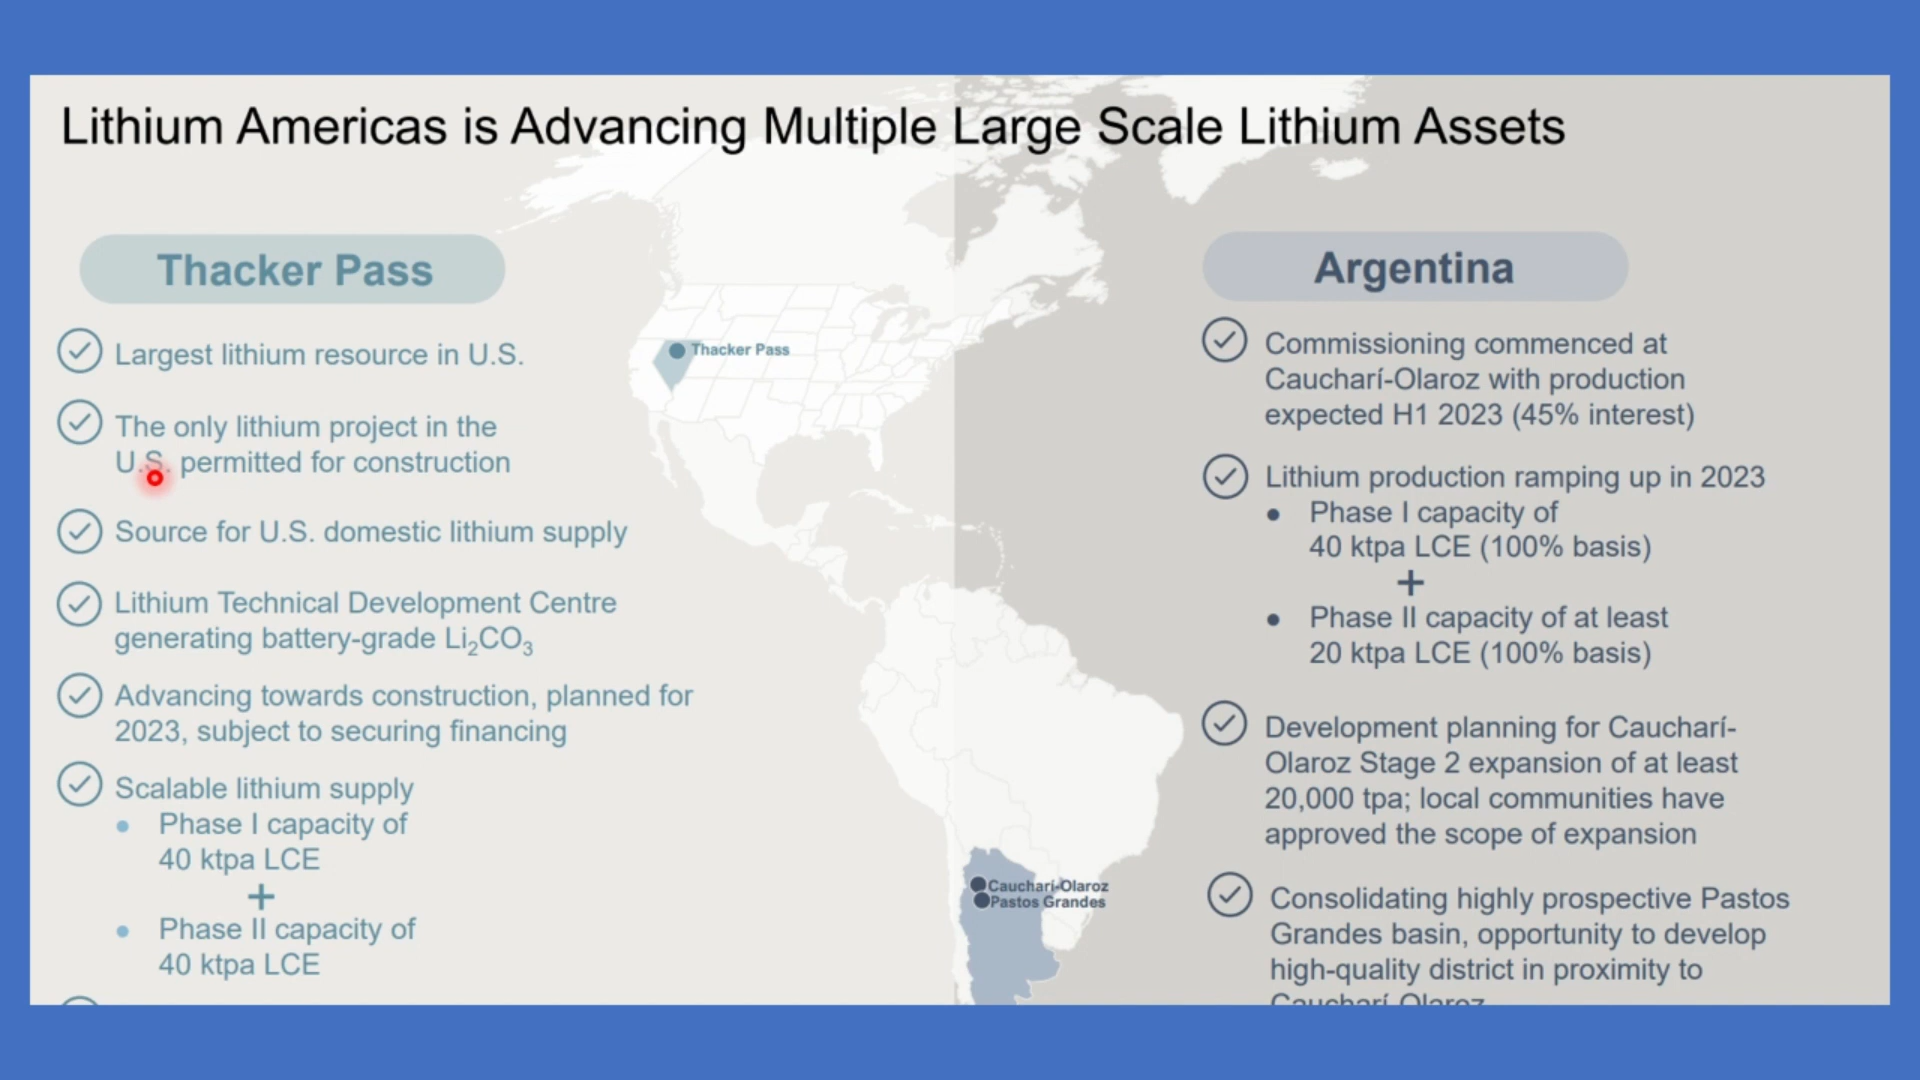 Lithium Americas is Advancing Multiple Large Scale Lithium Assets
Thacker Pass
Largest lithium resource in U.S.
The only lithium project in the
U.S. permitted for construction
Source for U.S. domestic lithium supply
Lithium Technical Development Centre
generating battery-grade Li₂CO₃
Advancing towards construction, planned for
2023, subject to securing financing
Scalable lithium supply
• Phase I capacity of
40 ktpa LCE
+
• Phase II capacity of
40 ktpa LCE
Thacker Pass
Cauchari-Olaroz
Pastos Grandes
Argentina
Commissioning commenced at
Caucharí-Olaroz with production
expected H1 2023 (45% interest)
Lithium production ramping up in 2023
• Phase I capacity of
40 ktpa LCE (100% basis)
+
• Phase II capacity of at least
20 ktpa LCE (100% basis)
Development planning for Caucharí-
Olaroz Stage 2 expansion of at least
20,000 tpa; local communities have
approved the scope of expansion
Consolidating highly prospective Pastos
Grandes basin, opportunity to develop
high-quality district in proximity to
Cauchari-Olaroz